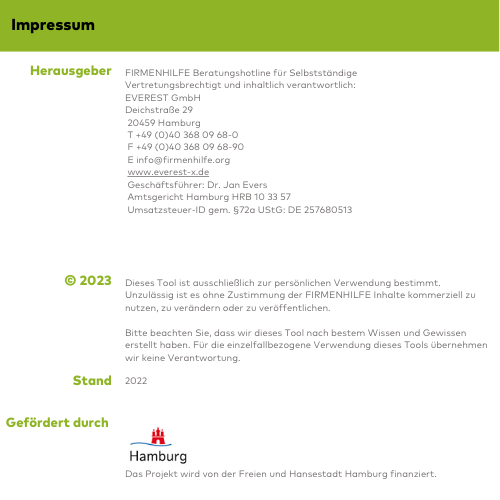 Impressum
Herausgeber
FIRMENHILFE Beratungshotline für Selbstständige
Vertretungsbrechtigt und inhaltlich verantwortlich:
EVEREST GmbH
Deichstraße 29
20459 Hamburg
T +49 (0)40 368 09 68-0
F +49 (0)40 368 09 68-90
E info@firmenhilfe.org
www.everest-x.de
Geschäftsführer: Dr. Jan Evers
Amtsgericht Hamburg HRB 10 33 57
Umsatzsteuer-ID gem. §72a UStG: DE 257680513
© 2023
Dieses Tool ist ausschließlich zur persönlichen Verwendung bestimmt.
Unzulässig ist es ohne Zustimmung der FIRMENHILFE Inhalte kommerziell zu
nutzen, zu verändern oder zu veröffentlichen.
Bitte beachten Sie, dass wir dieses Tool nach bestem Wissen und Gewissen
erstellt haben. Für die einzelfallbezogene Verwendung dieses Tools übernehmen
wir keine Verantwortung.
Stand
2022
Gefördert durch
Hamburg
Das Projekt wird von der Freien und Hansestadt Hamburg finanziert.